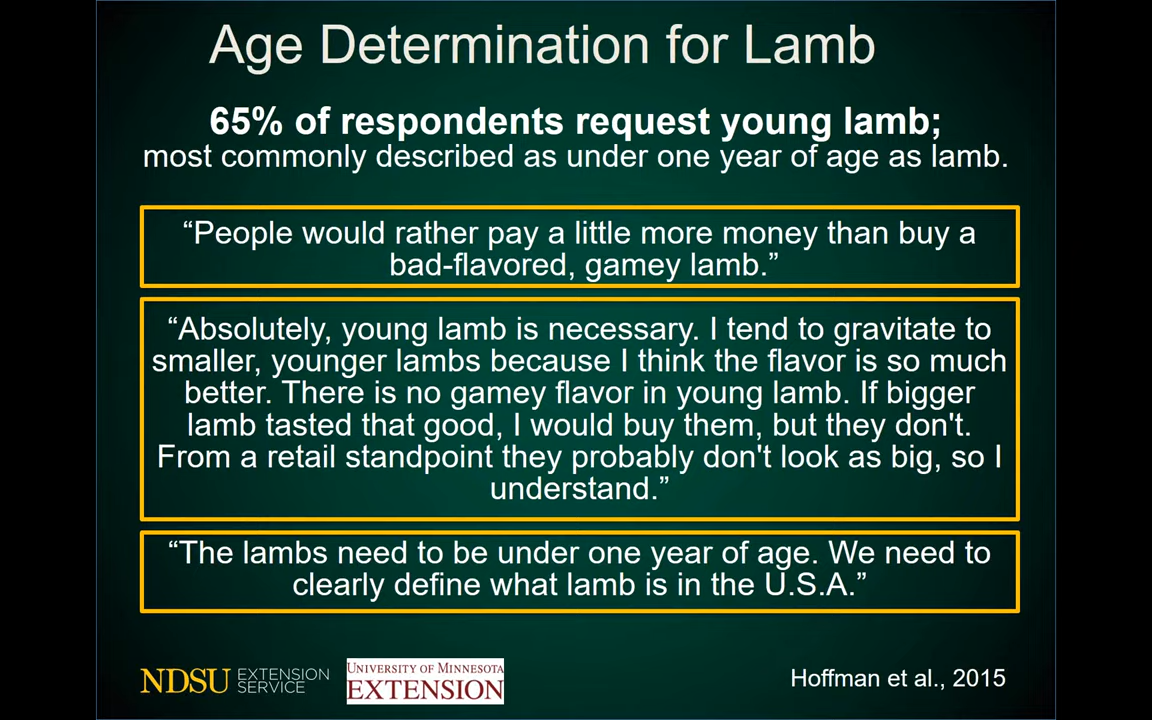 Age Determination for Lamb
65% of respondents request young lamb;
most commonly described as under one year of age as lamb.
“People would rather pay a little more money than buy a
bad-flavored, gamey lamb.”
“Absolutely, young lamb is necessary. I tend to gravitate to
smaller, younger lambs because I think the flavor is so much
better. There is no gamey flavor in young lamb. If bigger
lamb tasted that good, I would buy them, but they don't.
From a retail standpoint they probably don't look as big, so I
understand.”
“The lambs need to be under one year of age. We need to
clearly define what lamb is in the U.S.A.”
NDSU EXTENSION
SERVICE
UNIVERSITY OF MINNESOTA
EXTENSION
Hoffman et al., 2015